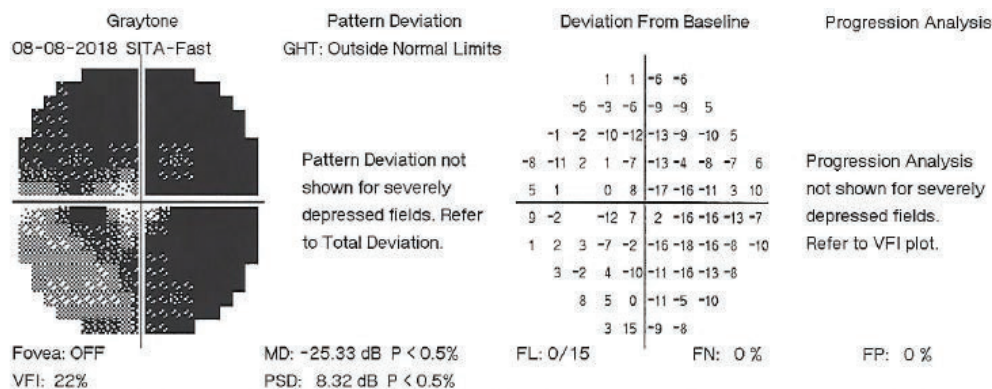 Graytone Pattern Deviation Deviation From Baseline Progression Analysis
08-08-2018 SITA-Fast GHT: Outside Normal Limits
1 1 -6 -6
-6 -3 -6 -9 -9 5
-1 -2 -10 -12 -13 -9 -10 5
-8 -11 2 1 -7 -13 -4 -8 -7 6
5 1 0 8 -17 -16 -11 3 10
9 -2 -12 7 2 -16 -16 -13 -7
1 2 3 -7 -2 -16 -18 -16 -8 -10
3 -2 4 -10 -11 -16 -13 -8
8 5 0 -11 -5 -10
3 15 -9 -8
Pattern Deviation not
shown for severely
depressed fields. Refer
to Total Deviation.
Progression Analysis
not shown for severely
depressed fields.
Refer to VFI plot.
Fovea: OFF MD: -25.33 dB P < 0.5% FL: 0/15 FN: 0 % FP: 0 %
VFI: 22% PSD: 8.32 dB P < 0.5%